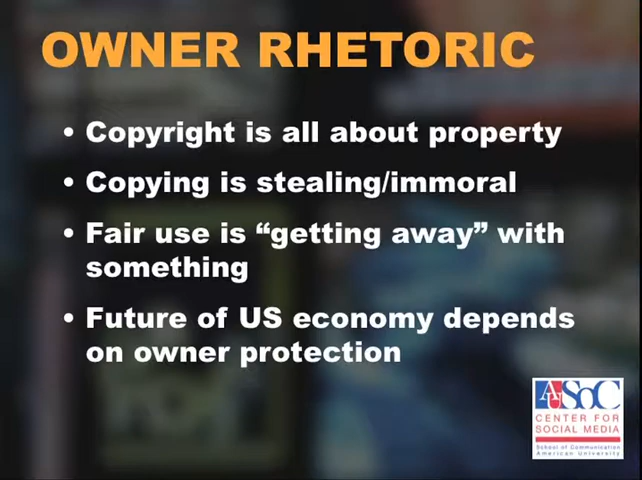 OWNER RHETORIC
• Copyright is all about property
• Copying is stealing/immoral
• Fair use is “getting away” with
something
• Future of US economy depends
on owner protection
AUSOC
CENTER FOR
SOCIAL MEDIA
School of Communication
American University